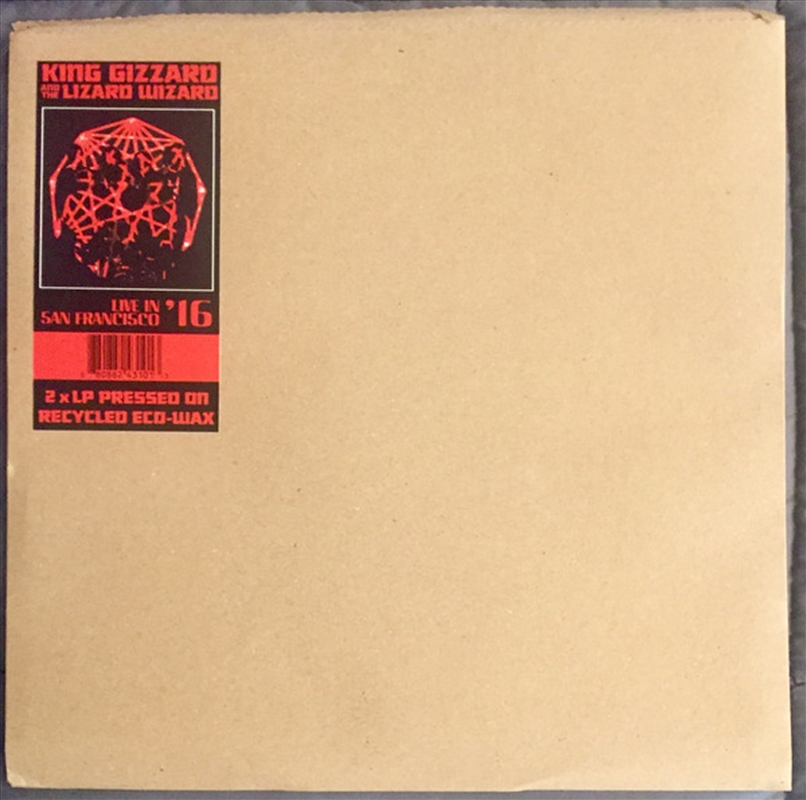 KING GIZZARD
AND THE LIZARD WIZARD
LIVE IN
SAN FRANCISCO '16
2 x LP PRESSED ON
RECYCLED ECO-WAX